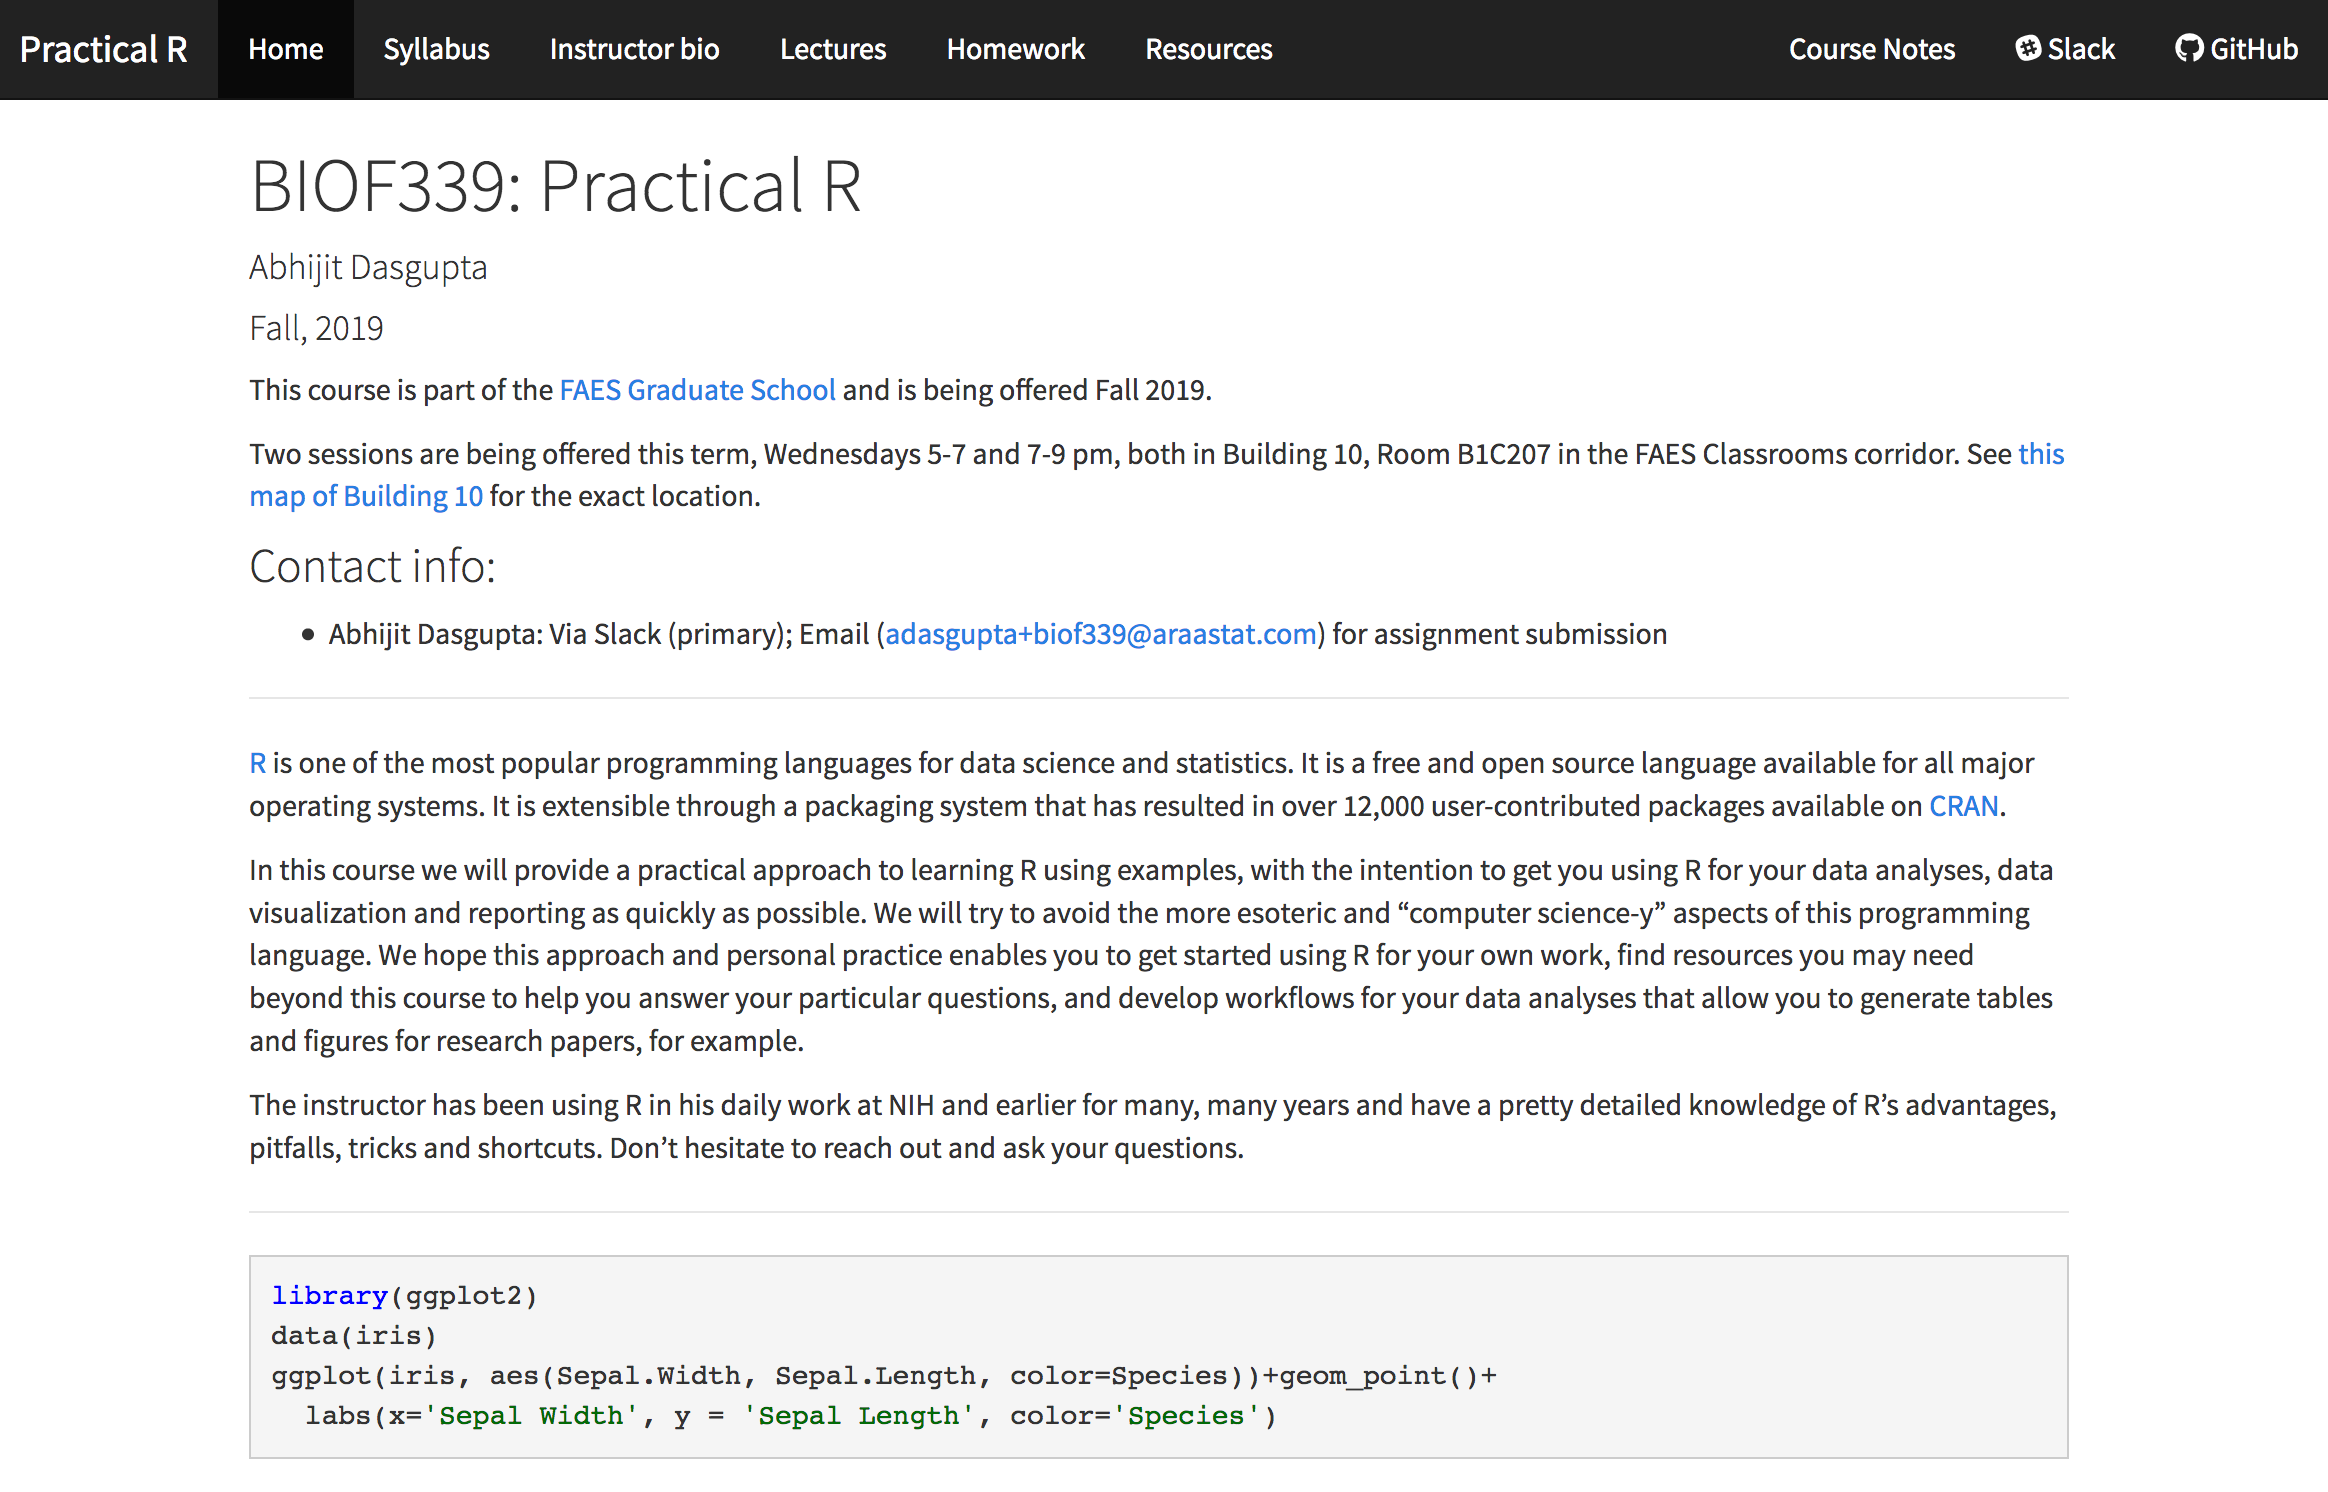 Practical R Home Syllabus Instructor bio Lectures Homework Resources Course Notes Slack GitHub
BIOF339: Practical R
Abhijit Dasgupta
Fall, 2019
This course is part of the FAES Graduate School and is being offered Fall 2019.
Two sessions are being offered this term, Wednesdays 5-7 and 7-9 pm, both in Building 10, Room B1C207 in the FAES Classrooms corridor. See this
map of Building 10 for the exact location.
Contact info:
• Abhijit Dasgupta: Via Slack (primary); Email (adasgupta+biof339@araastat.com) for assignment submission
R is one of the most popular programming languages for data science and statistics. It is a free and open source language available for all major
operating systems. It is extensible through a packaging system that has resulted in over 12,000 user-contributed packages available on CRAN.
In this course we will provide a practical approach to learning R using examples, with the intention to get you using R for your data analyses, data
visualization and reporting as quickly as possible. We will try to avoid the more esoteric and “computer science-y” aspects of this programming
language. We hope this approach and personal practice enables you to get started using R for your own work, find resources you may need
beyond this course to help you answer your particular questions, and develop workflows for your data analyses that allow you to generate tables
and figures for research papers, for example.
The instructor has been using R in his daily work at NIH and earlier for many, many years and have a pretty detailed knowledge of R’s advantages,
pitfalls, tricks and shortcuts. Don’t hesitate to reach out and ask your questions.
library(ggplot2)
data(iris)
ggplot(iris, aes(Sepal.Width, Sepal.Length, color=Species))+geom_point()+
  labs(x='Sepal Width', y = 'Sepal Length', color='Species')